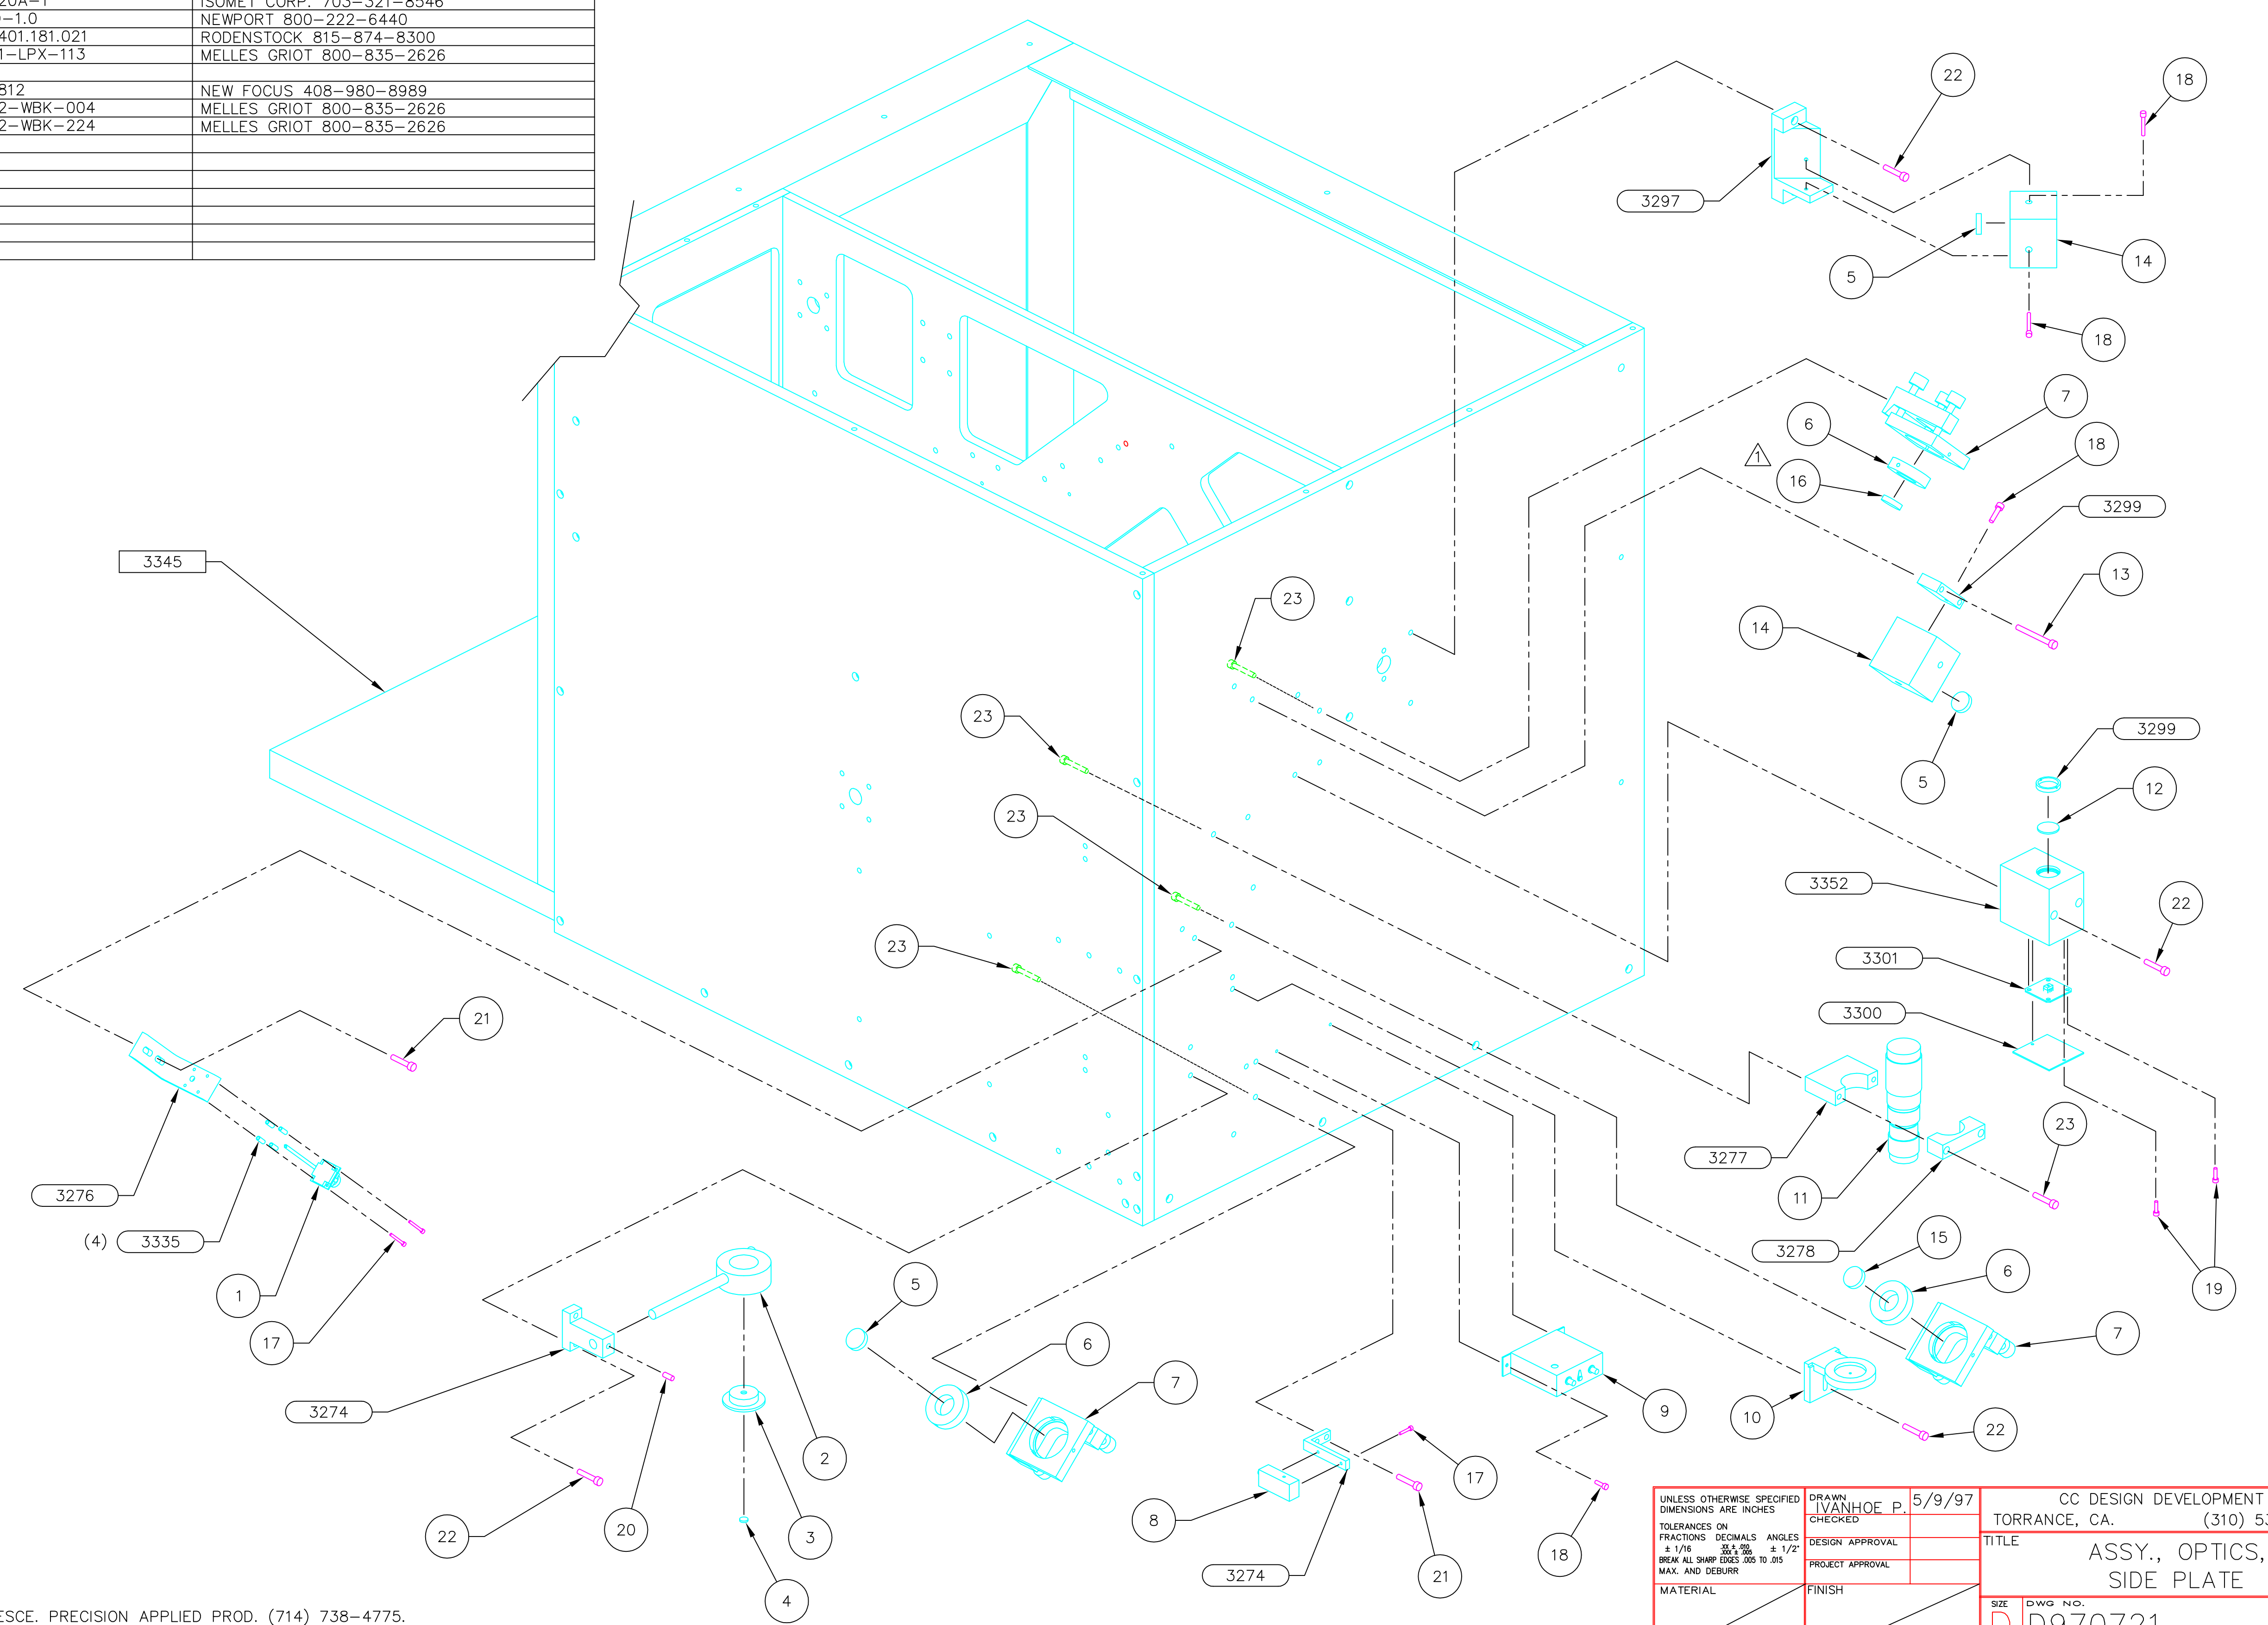 20A-1 ISOMET CORP. 703-321-8546
-1.0 NEWPORT 800-222-6440
401.181.021 RODENSTOCK 815-874-8300
1-LPX-113 MELLES GRIOT 800-835-2626
812 NEW FOCUS 408-980-8989
2-WBK-004 MELLES GRIOT 800-835-2626
2-WBK-224 MELLES GRIOT 800-835-2626
22
18
3297
5
14
18
7
6
18
1
16
3299
13
14
5
3299
12
3352
22
3301
3300
3277
23
11
3278
15
6
19
7
10
22
3345
23
23
23
23
21
3276
(4) 3335
1
17
3274
2
20
22
3
4
5
6
7
9
8
17
3274
21
18
UNLESS OTHERWISE SPECIFIED
DIMENSIONS ARE INCHES
TOLERANCES ON
FRACTIONS DECIMALS ANGLES
± 1/16 .XX ± .010 ± 1/2°
.XXX ± .005
BREAK ALL SHARP EDGES .005 TO .015
MAX. AND DEBURR
MATERIAL
DRAWN
IVANHOE P. 5/9/97
CHECKED
DESIGN APPROVAL
PROJECT APPROVAL
FINISH
CC DESIGN DEVELOPMENT
TORRANCE, CA. (310) 53
TITLE
ASSY., OPTICS,
SIDE PLATE
SIZE
D
DWG NO.
D970721
ESCE. PRECISION APPLIED PROD. (714) 738-4775.